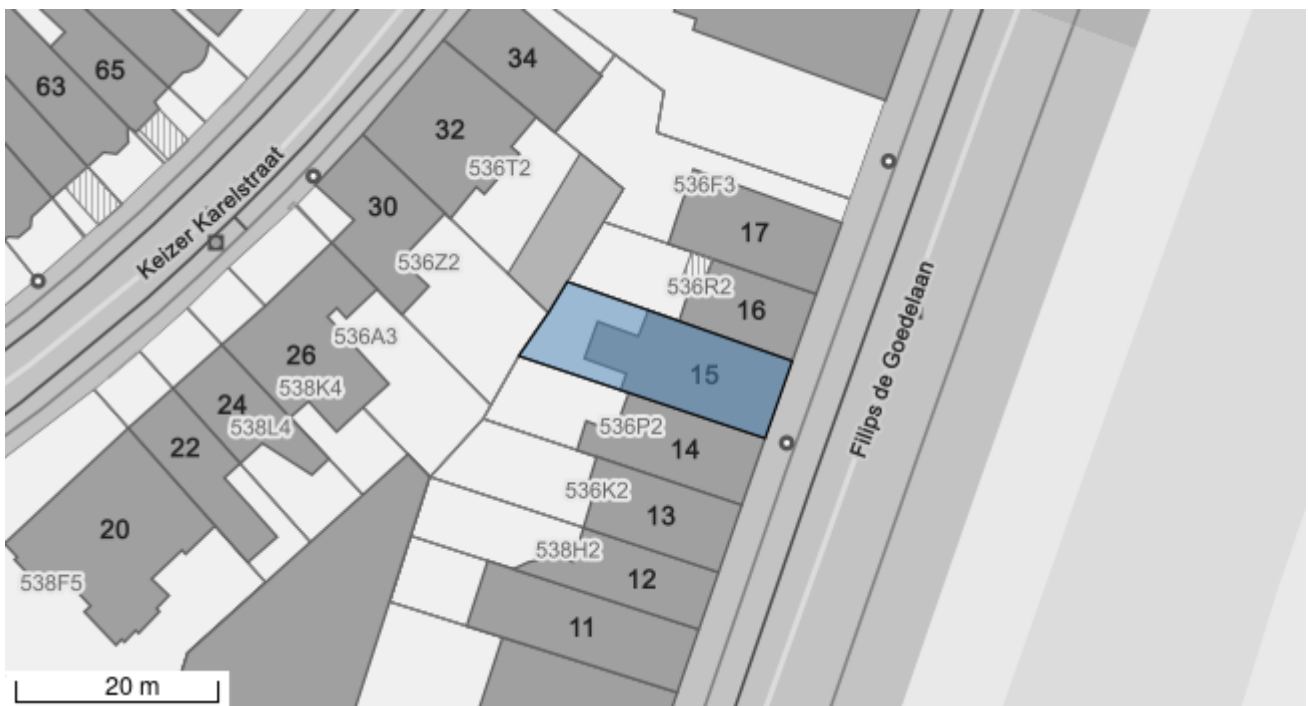 34
65
63
32
536T2
536F3
Keizer Karelstraat
30
17
536Z2
536R2
16
Filips de Goedelaan
536A3
26
15
538K4
24
538L4
536P2
22
14
536K2
13
20
538H2
12
538F5
11
20 m